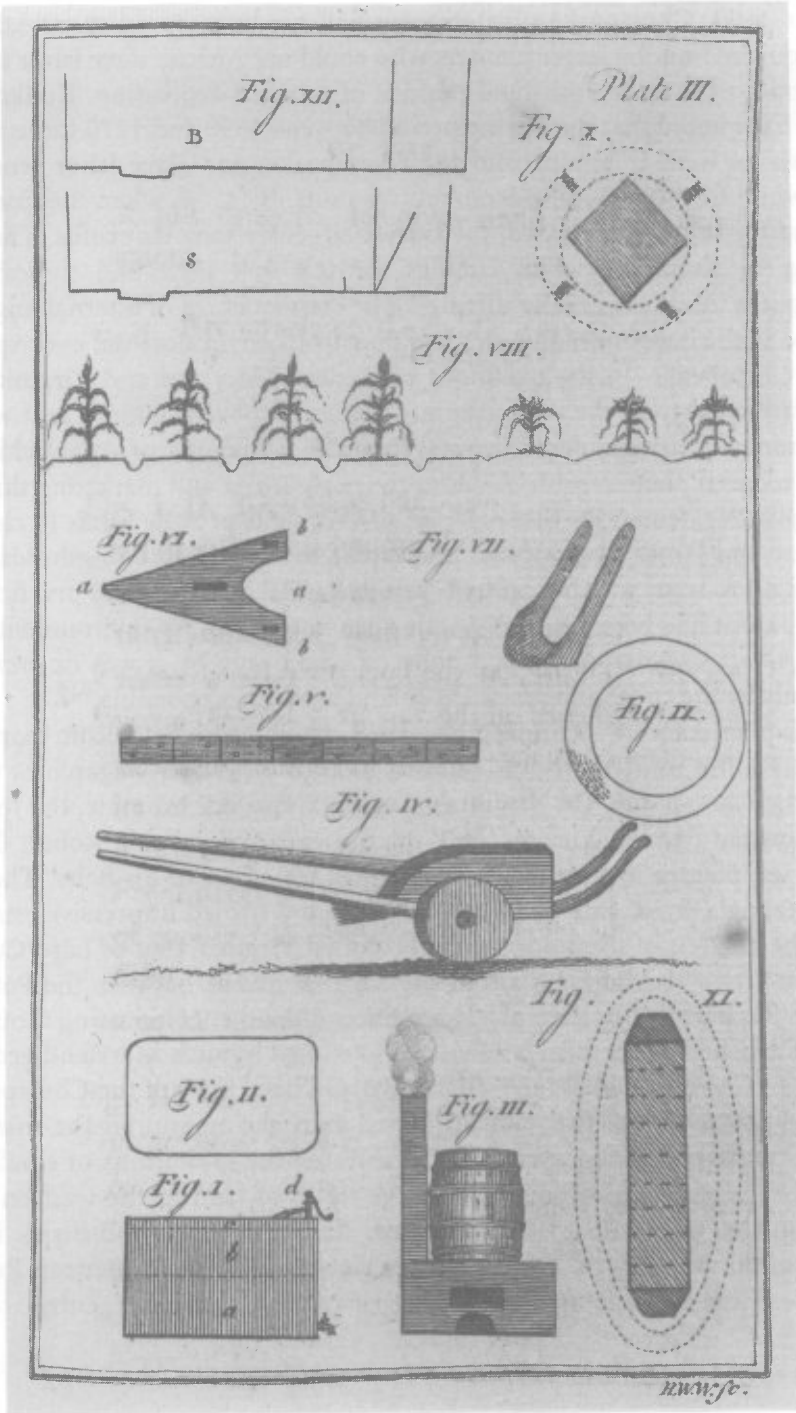 Plate III.
Fig. XII.
B
Fig. X.
S
Fig. VIII.
Fig. VI.
b
a
a
b
Fig. VII.
Fig. V.
Fig. IX.
Fig. IV.
Fig. XI.
Fig. II.
Fig. III.
Fig. I.
d
c
b
a
H.W.W. sc.